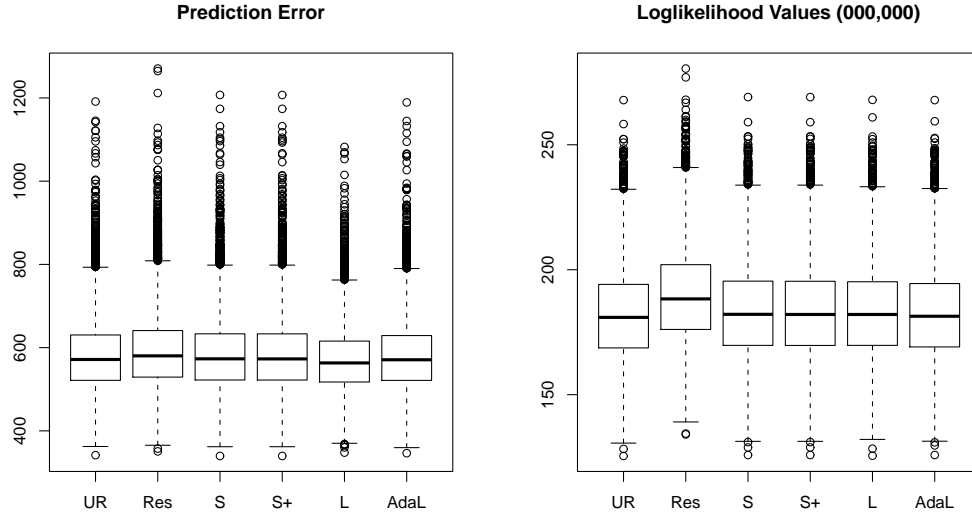 Prediction Error
1200
1000
800
600
400
UR Res S S+ L AdaL
Loglikelihood Values (000,000)
250
200
150
UR Res S S+ L AdaL